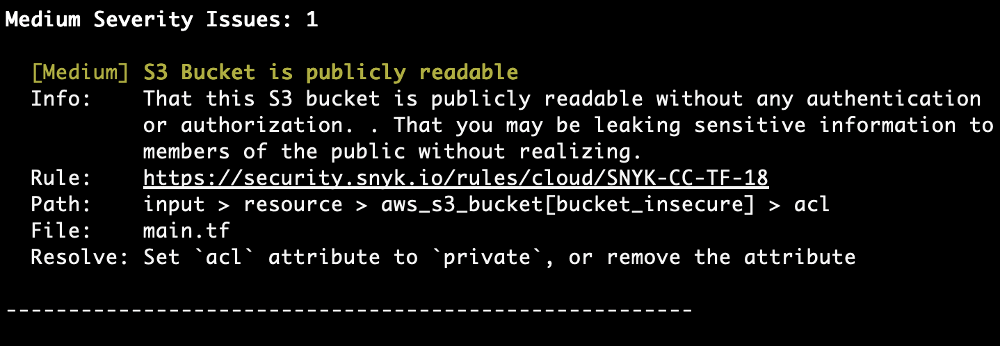 Medium Severity Issues: 1
[Medium] S3 Bucket is publicly readable
Info: That this S3 bucket is publicly readable without any authentication
or authorization. . That you may be leaking sensitive information to
members of the public without realizing.
Rule: https://security.snyk.io/rules/cloud/SNYK-CC-TF-18
Path: input > resource > aws_s3_bucket[bucket_insecure] > acl
File: main.tf
Resolve: Set `acl` attribute to `private`, or remove the attribute
-------------------------------------------------------